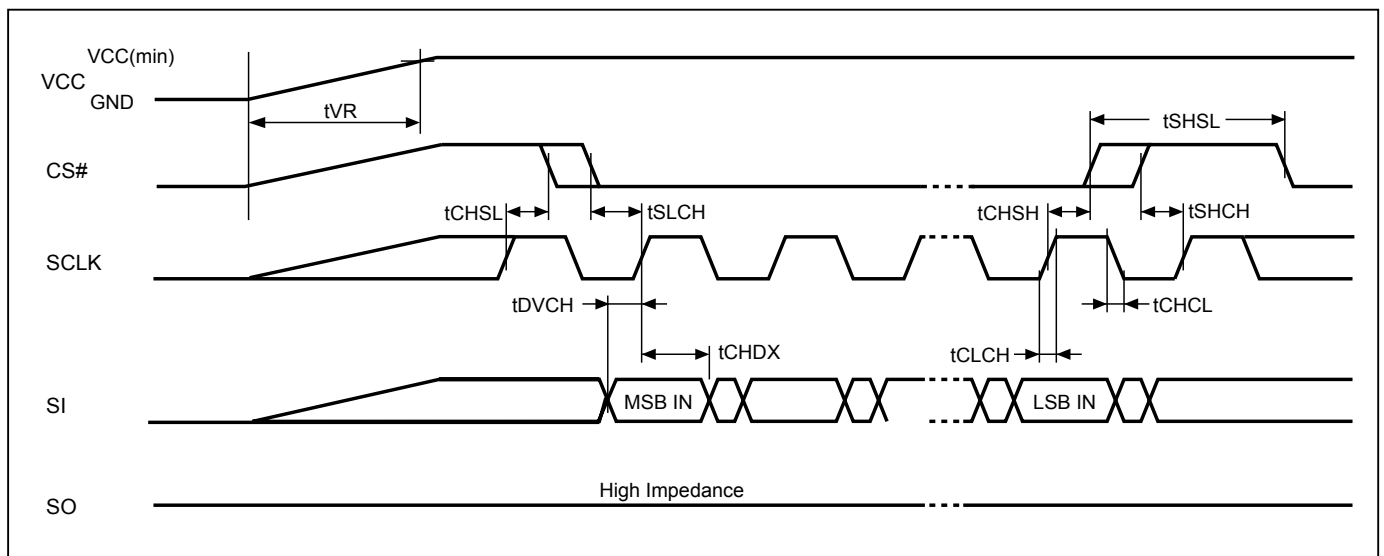 VCC(min)
VCC
GND
tVR
tSHSL
CS#
tCHSL
tSLCH
tCHSH
tSHCH
SCLK
tDVCH
tCHCL
tCHDX
tCLCH
SI
MSB IN
LSB IN
High Impedance
SO